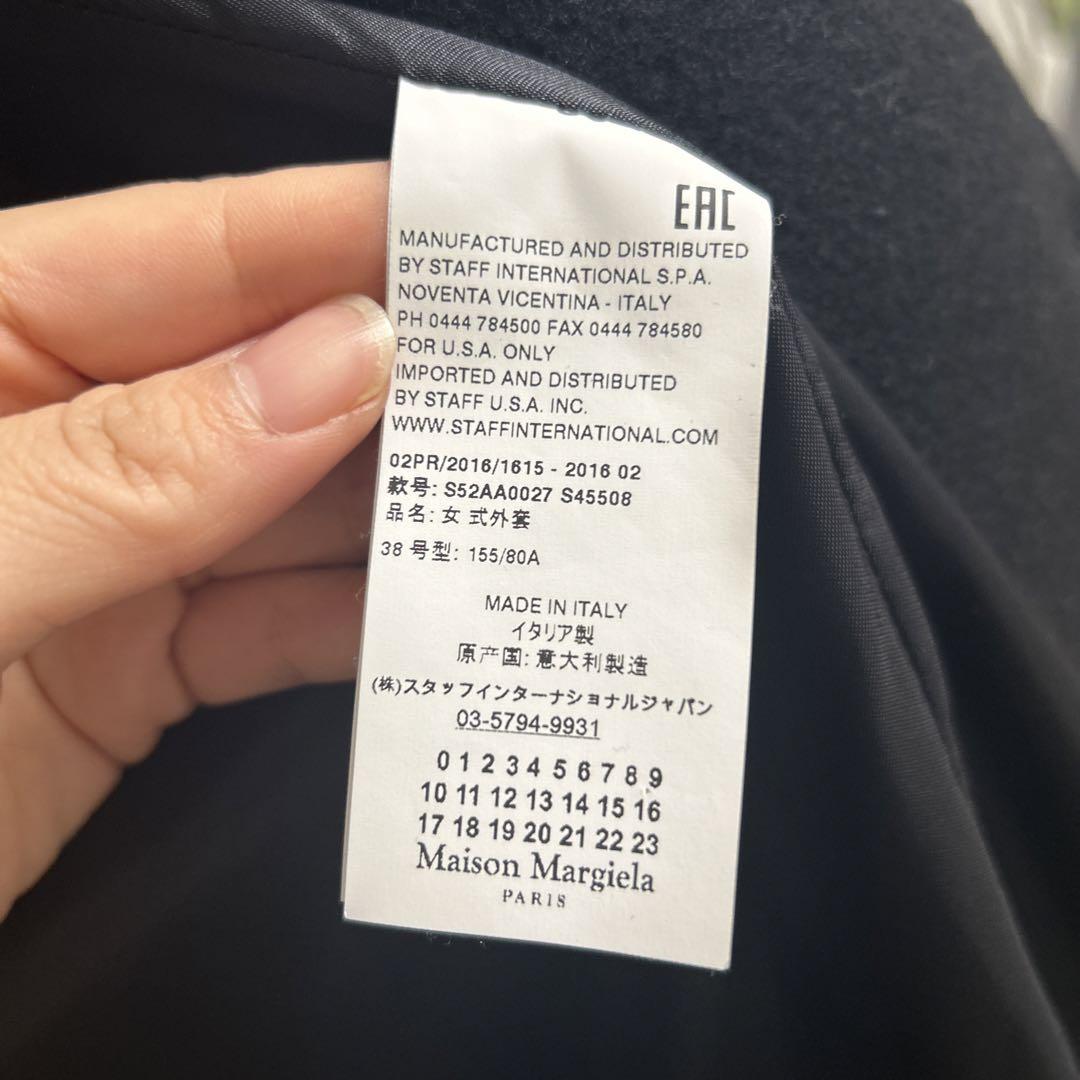 EAC
MANUFACTURED AND DISTRIBUTED
BY STAFF INTERNATIONAL S.P.A.
NOVENTA VICENTINA - ITALY
PH 0444 784500 FAX 0444 784580
FOR U.S.A. ONLY
IMPORTED AND DISTRIBUTED
BY STAFF U.S.A. INC.
WWW.STAFFINTERNATIONAL.COM
02PR/2016/1615 - 2016 02
款号: S52AA0027 S45508
品名: 女 式外套
38 号型: 155/80A
MADE IN ITALY
イタリア製
原产国: 意大利製造
(株)スタッフインターナショナルジャパン
03-5794-9931
0 1 2 3 4 5 6 7 8 9
10 11 12 13 14 15 16
17 18 19 20 21 22 23
Maison Margiela
PARIS